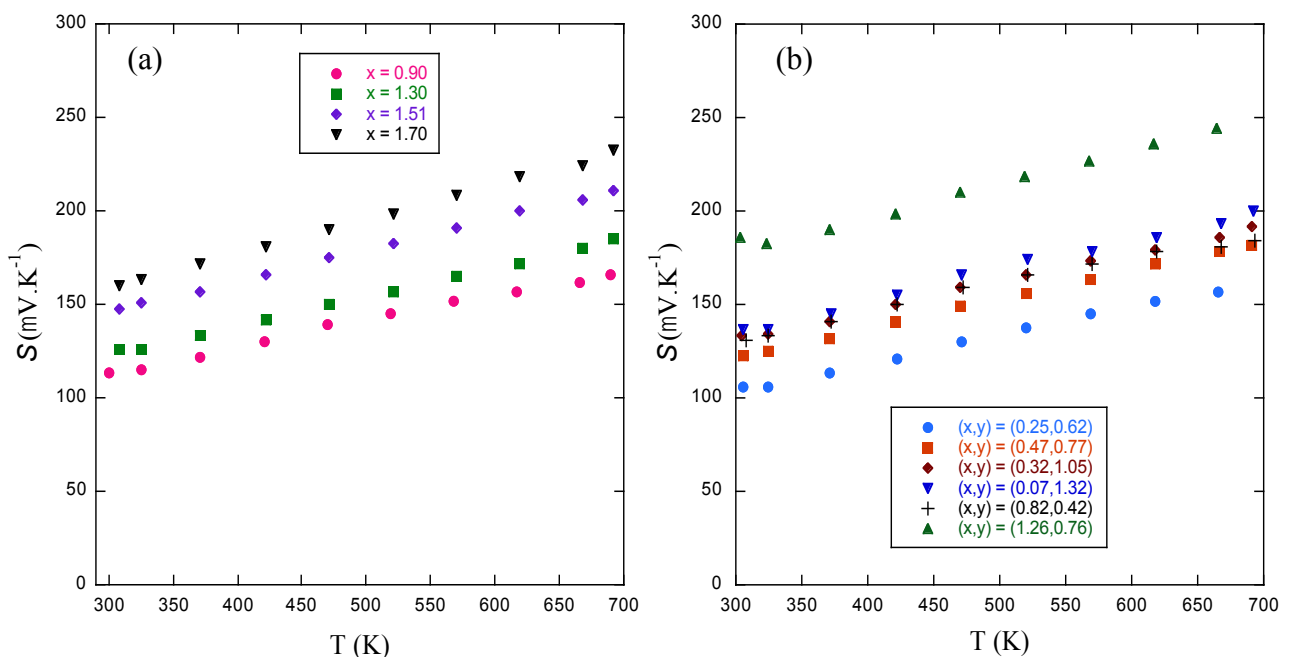 (a)
x = 0.90
x = 1.30
x = 1.51
x = 1.70
300
250
200
150
100
50
0
S(mV.K⁻¹)
300 350 400 450 500 550 600 650 700
T (K)
(b)
300
250
200
150
100
50
0
S(mV.K⁻¹)
(x,y) = (0.25,0.62)
(x,y) = (0.47,0.77)
(x,y) = (0.32,1.05)
(x,y) = (0.07,1.32)
(x,y) = (0.82,0.42)
(x,y) = (1.26,0.76)
300 350 400 450 500 550 600 650 700
T (K)